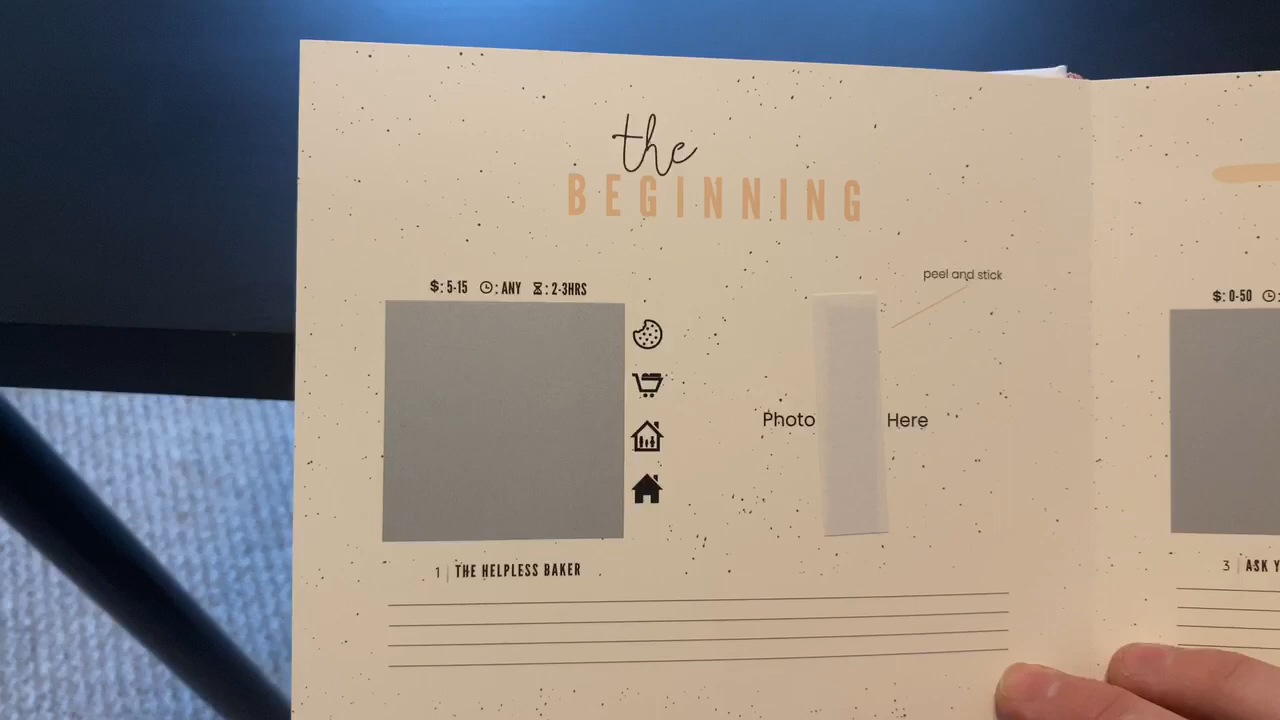 the
BEGINNING
peel and stick
$: 5-15 : ANY : 2-3HRS
Photo Here
1 | THE HELPLESS BAKER
$: 0-50
3 | ASK